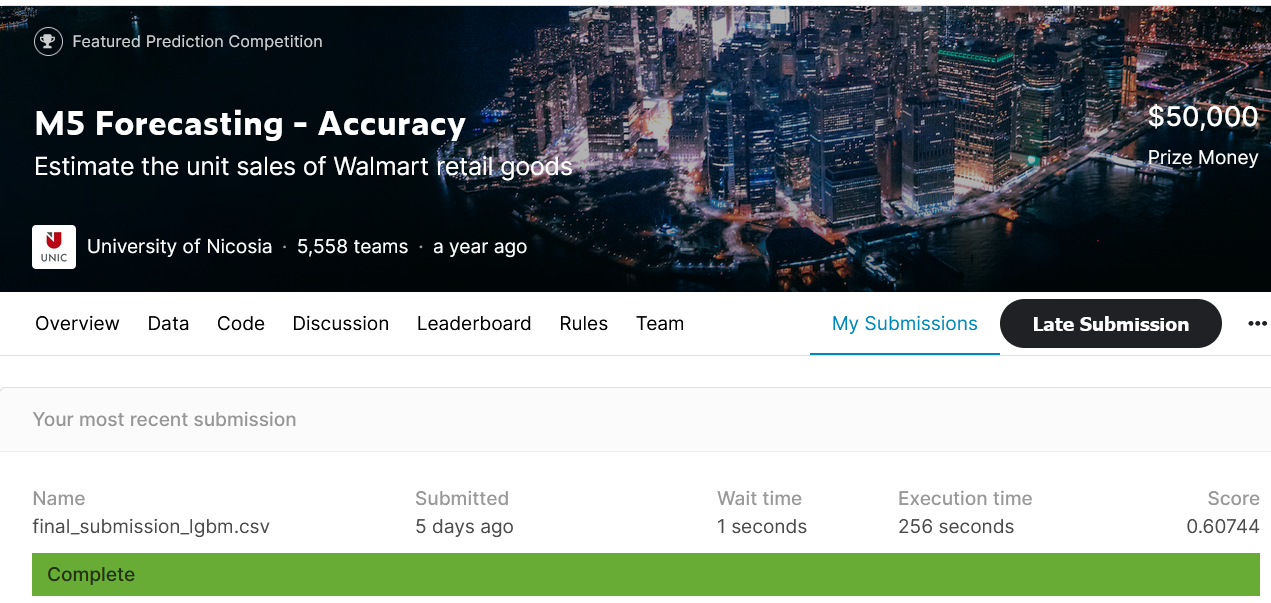 Featured Prediction Competition
M5 Forecasting - Accuracy
Estimate the unit sales of Walmart retail goods
$50,000
Prize Money
UNIC
University of Nicosia · 5,558 teams · a year ago
Overview Data Code Discussion Leaderboard Rules Team My Submissions Late Submission •••
Your most recent submission
Name Submitted Wait time Execution time Score
final_submission_lgbm.csv 5 days ago 1 seconds 256 seconds 0.60744
Complete